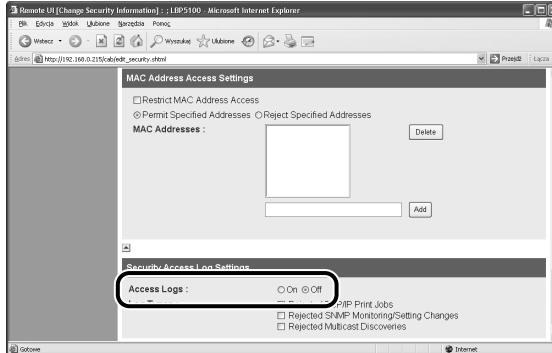 Remote UI [Change Security Information] : ; LBP5100 - Microsoft Internet Explorer
Plik Edycja Widok Ulubione Narzędzia Pomoc
Wstecz Wyszukaj Ulubione
Adres http://192.168.0.215/cab/edit_security.shtml Przejdź Łącza
MAC Address Access Settings
Restrict MAC Address Access
Permit Specified Addresses Reject Specified Addresses
MAC Addresses : Delete
Add
Security Access Log Settings
Access Logs : On Off
Rejected TCP/IP Print Jobs
Rejected SNMP Monitoring/Setting Changes
Rejected Multicast Discoveries
Gotowe Internet